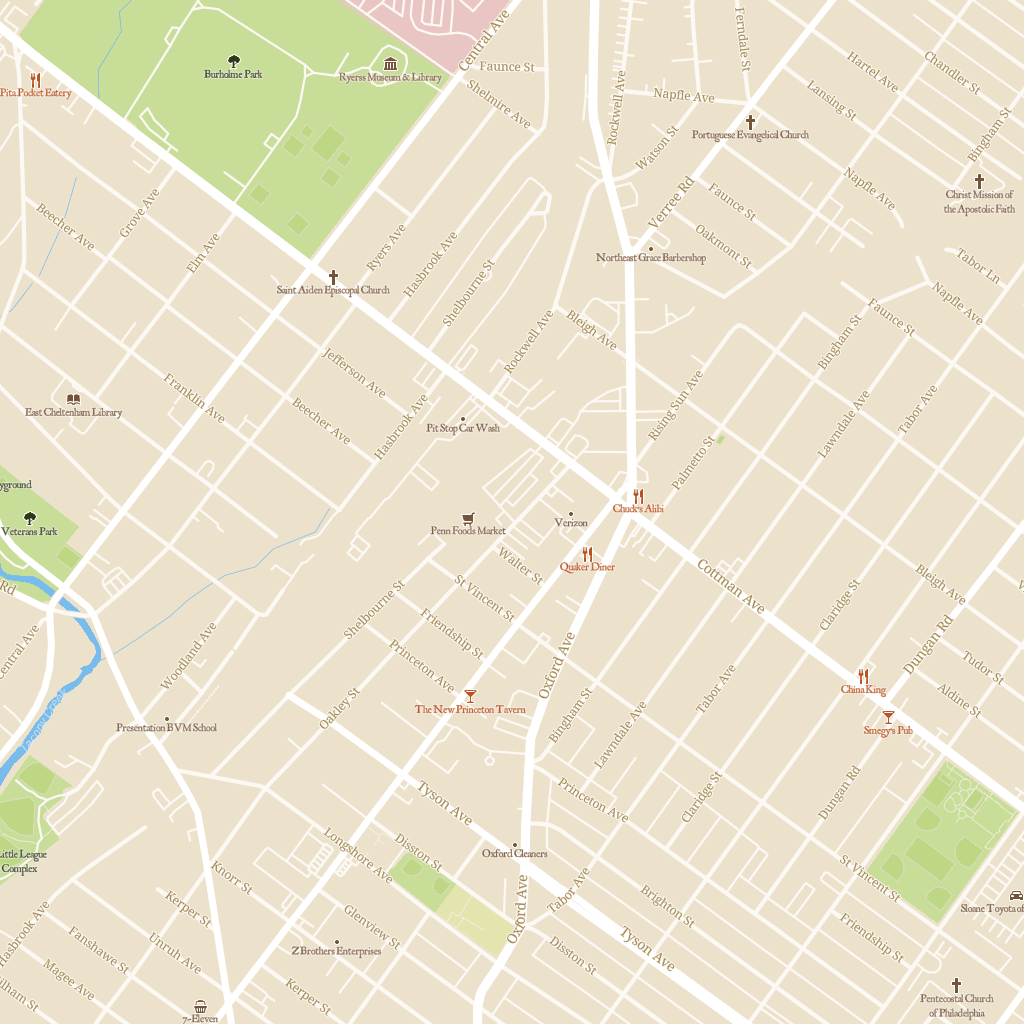 Central Ave
Faunce St
Ferndale St
Hartel Ave
Chandler St
Burholme Park
Ryerss Museum & Library
Pita Pocket Eatery
Shelmire Ave
Rockwell Ave
Napfle Ave
Lansing St
Portuguese Evangelical Church
Bingham St
Watson St
Verree Rd
Faunce St
Napfle Ave
Christ Mission of
the Apostolic Faith
Beecher Ave
Grove Ave
Elm Ave
Ryers Ave
Hasbrook Ave
Shelbourne St
Oakmont St
Northeast Grace Barbershop
Tabor Ln
Saint Aiden Episcopal Church
Napfle Ave
Faunce St
Rockwell Ave
Bleigh Ave
Bingham St
Jefferson Ave
Franklin Ave
Beecher Ave
Hasbrook Ave
Rising Sun Ave
Lawndale Ave
Tabor Ave
East Cheltenham Library
Pit Stop Car Wash
Palmetto St
yground
Chuck's Alibi
Veterans Park
Penn Foods Market
Verizon
Walter St
Quaker Diner
Cottman Ave
Bleigh Ave
Rd
St Vincent St
Shelbourne St
Friendship St
Claridge St
Dungan Rd
Central Ave
Woodland Ave
Princeton Ave
Oxford Ave
Tudor St
Aldine St
China King
Tabor Ave
Oakley St
The New Princeton Tavern
Bingham St
Lawndale Ave
Smegy's Pub
Presentation BVM School
Tacony Creek
Tyson Ave
Princeton Ave
Claridge St
Dungan Rd
Longshore Ave
Disston St
Oxford Cleaners
Little League
Complex
St Vincent St
Knorr St
Kerper St
Tabor Ave
Oxford Ave
Brighton St
Sloane Toyota of
Hasbrook Ave
Fanshawe St
Unruh Ave
Glenview St
Z Brothers Enterprises
Tyson Ave
Disston St
Friendship St
Magee Ave
Kerper St
7-Eleven
Pentecostal Church
of Philadelphia